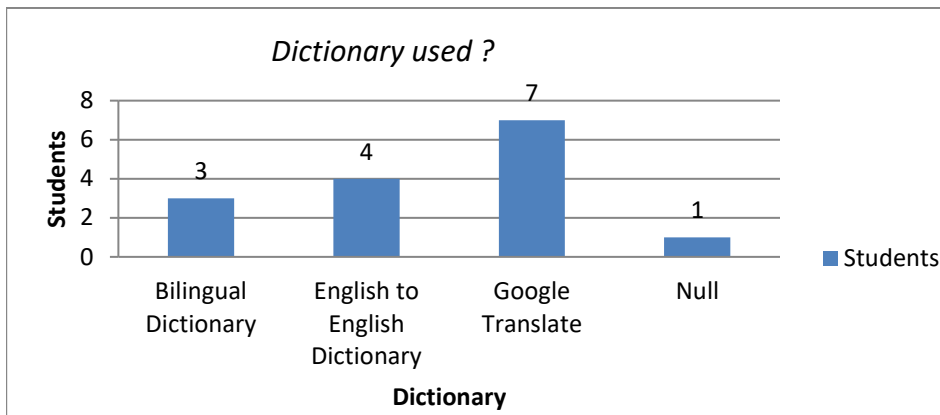 Dictionary used ?
Students
8
6
4
2
0
3
4
7
1
Bilingual
Dictionary
English to
English
Dictionary
Google
Translate
Null
Students
Dictionary